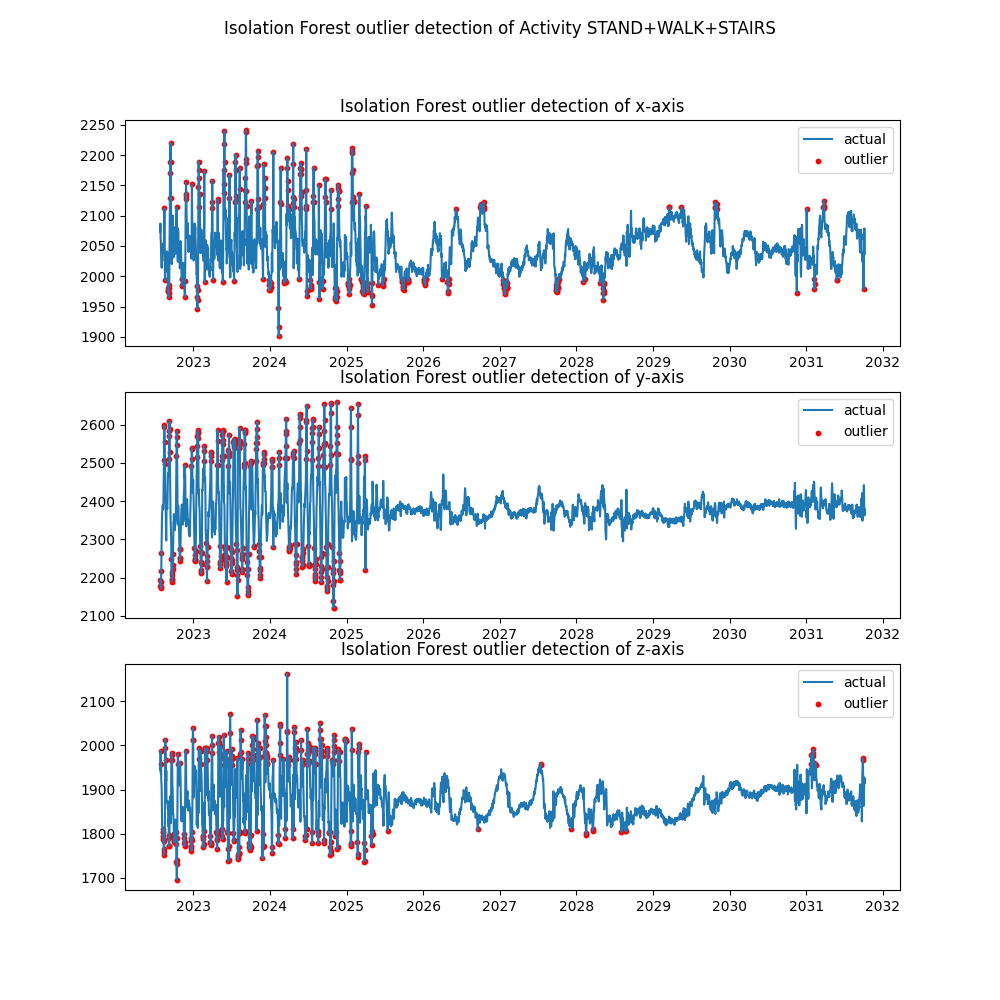 Isolation Forest outlier detection of Activity STAND+WALK+STAIRS
Isolation Forest outlier detection of x-axis
2250
2200
2150
2100
2050
2000
1950
1900
actual
outlier
2023 2024 2025 2026 2027 2028 2029 2030 2031 2032
Isolation Forest outlier detection of y-axis
2600
2500
2400
2300
2200
2100
actual
outlier
2023 2024 2025 2026 2027 2028 2029 2030 2031 2032
Isolation Forest outlier detection of z-axis
2100
2000
1900
1800
1700
actual
outlier
2023 2024 2025 2026 2027 2028 2029 2030 2031 2032